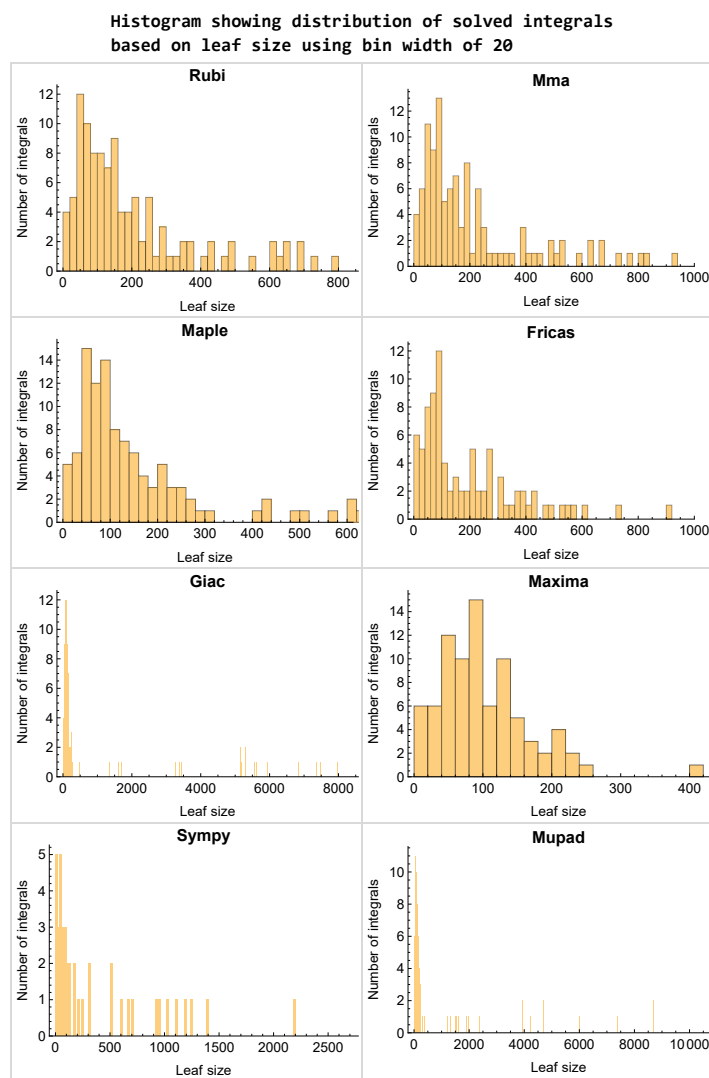 Histogram showing distribution of solved integrals
based on leaf size using bin width of 20
Rubi
Number of integrals
12
10
8
6
4
2
0
0 200 400 600 800
Leaf size
Mma
Number of integrals
12
10
8
6
4
2
0
0 200 400 600 800 1000
Leaf size
Maple
Number of integrals
14
12
10
8
6
4
2
0
0 100 200 300 400 500 600
Leaf size
Fricas
Number of integrals
12
10
8
6
4
2
0
0 200 400 600 800 1000
Leaf size
Giac
Number of integrals
12
10
8
6
4
2
0
0 2000 4000 6000 8000
Leaf size
Maxima
Number of integrals
14
12
10
8
6
4
2
0
0 100 200 300 400
Leaf size
Sympy
Number of integrals
5
4
3
2
1
0
0 500 1000 1500 2000 2500
Leaf size
Mupad
Number of integrals
10
8
6
4
2
0
0 2000 4000 6000 8000 10000
Leaf size